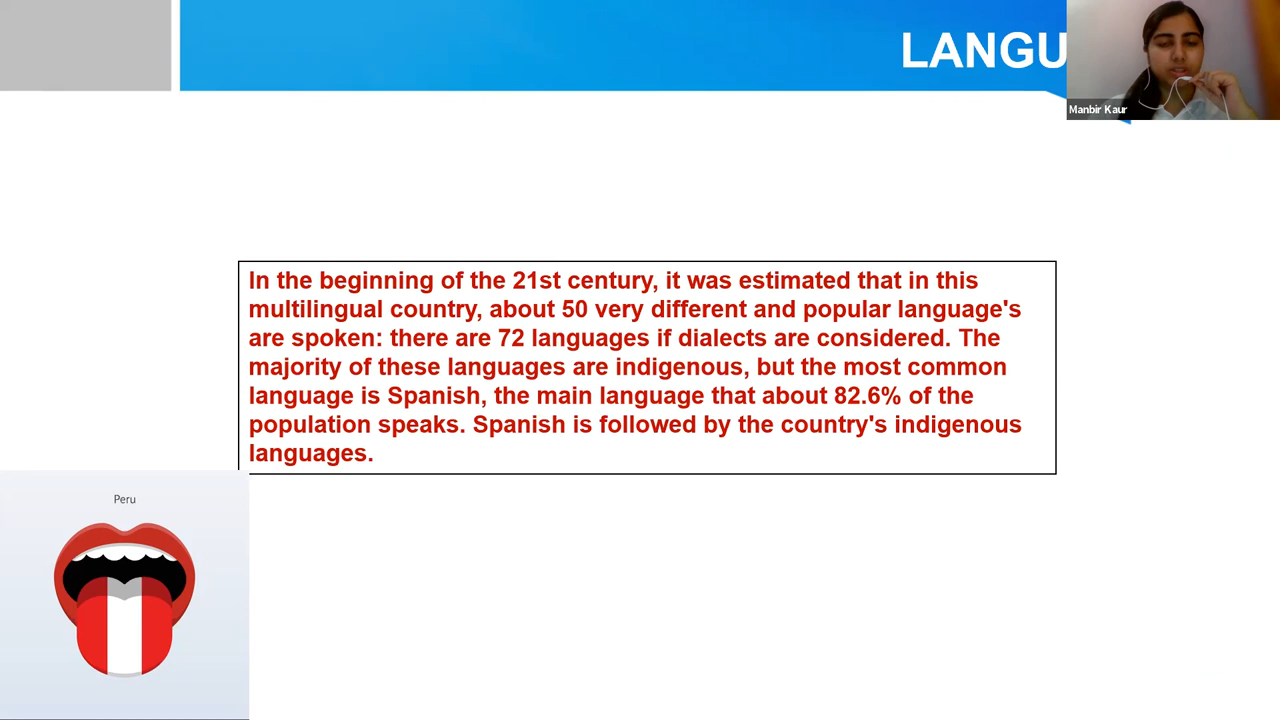 LANGU
Manbir Kaur
In the beginning of the 21st century, it was estimated that in this
multilingual country, about 50 very different and popular language's
are spoken: there are 72 languages if dialects are considered. The
majority of these languages are indigenous, but the most common
language is Spanish, the main language that about 82.6% of the
population speaks. Spanish is followed by the country's indigenous
languages.
Peru